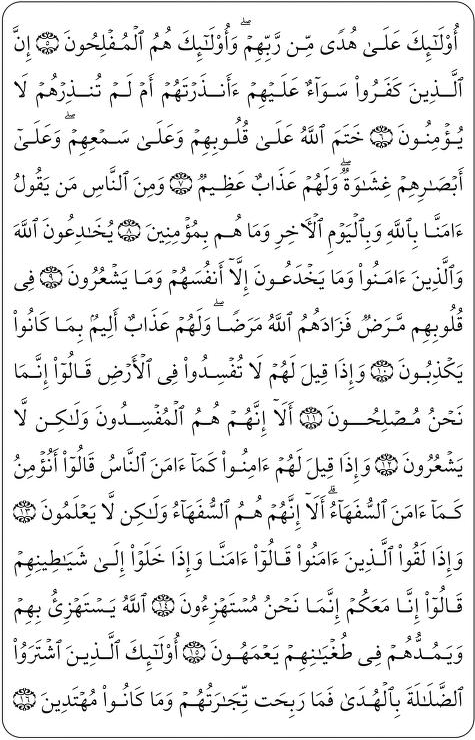 أُوْلَـٰٓئِكَ عَلَىٰ هُدًى مِّن رَّبِّهِمْ ۖ وَأُوْلَـٰٓئِكَ هُمُ ٱلْمُفْلِحُونَ ۝٥ إِنَّ
ٱلَّذِينَ كَفَرُواْ سَوَآءٌ عَلَيْهِمْ ءَأَنذَرْتَهُمْ أَمْ لَمْ تُنذِرْهُمْ لَا
يُؤْمِنُونَ ۝٦ خَتَمَ ٱللَّهُ عَلَىٰ قُلُوبِهِمْ وَعَلَىٰ سَمْعِهِمْ ۖ وَعَلَىٰٓ
أَبْصَـٰرِهِمْ غِشَـٰوَةٌ ۖ وَلَهُمْ عَذَابٌ عَظِيمٌ ۝٧ وَمِنَ ٱلنَّاسِ مَن يَقُولُ
ءَامَنَّا بِٱللَّهِ وَبِٱلْيَوْمِ ٱلْأَخِرِ وَمَا هُم بِمُؤْمِنِينَ ۝٨ يُخَـٰدِعُونَ ٱللَّهَ
وَٱلَّذِينَ ءَامَنُواْ وَمَا يَخْدَعُونَ إِلَّآ أَنفُسَهُمْ وَمَا يَشْعُرُونَ ۝٩ فِى
قُلُوبِهِم مَّرَضٌ فَزَادَهُمُ ٱللَّهُ مَرَضًا ۖ وَلَهُمْ عَذَابٌ أَلِيمٌۢ بِمَا كَانُواْ
يَكْذِبُونَ ۝١٠ وَإِذَا قِيلَ لَهُمْ لَا تُفْسِدُواْ فِى ٱلْأَرْضِ قَالُوٓاْ إِنَّمَا
نَحْنُ مُصْلِحُونَ ۝١١ أَلَآ إِنَّهُمْ هُمُ ٱلْمُفْسِدُونَ وَلَـٰكِن لَّا
يَشْعُرُونَ ۝١٢ وَإِذَا قِيلَ لَهُمْ ءَامِنُواْ كَمَآ ءَامَنَ ٱلنَّاسُ قَالُوٓاْ أَنُؤْمِنُ
كَمَآ ءَامَنَ ٱلسُّفَهَآءُ ۗ أَلَآ إِنَّهُمْ هُمُ ٱلسُّفَهَآءُ وَلَـٰكِن لَّا يَعْلَمُونَ ۝١٣
وَإِذَا لَقُواْ ٱلَّذِينَ ءَامَنُواْ قَالُوٓاْ ءَامَنَّا وَإِذَا خَلَوْاْ إِلَىٰ شَيَـٰطِينِهِمْ
قَالُوٓاْ إِنَّا مَعَكُمْ إِنَّمَا نَحْنُ مُسْتَهْزِءُونَ ۝١٤ ٱللَّهُ يَسْتَهْزِئُ بِهِمْ
وَيَمُدُّهُمْ فِى طُغْيَـٰنِهِمْ يَعْمَهُونَ ۝١٥ أُوْلَـٰٓئِكَ ٱلَّذِينَ ٱشْتَرَوُاْ
ٱلضَّلَـٰلَةَ بِٱلْهُدَىٰ فَمَا رَبِحَت تِّجَـٰرَتُهُمْ وَمَا كَانُواْ مُهْتَدِينَ ۝١٦